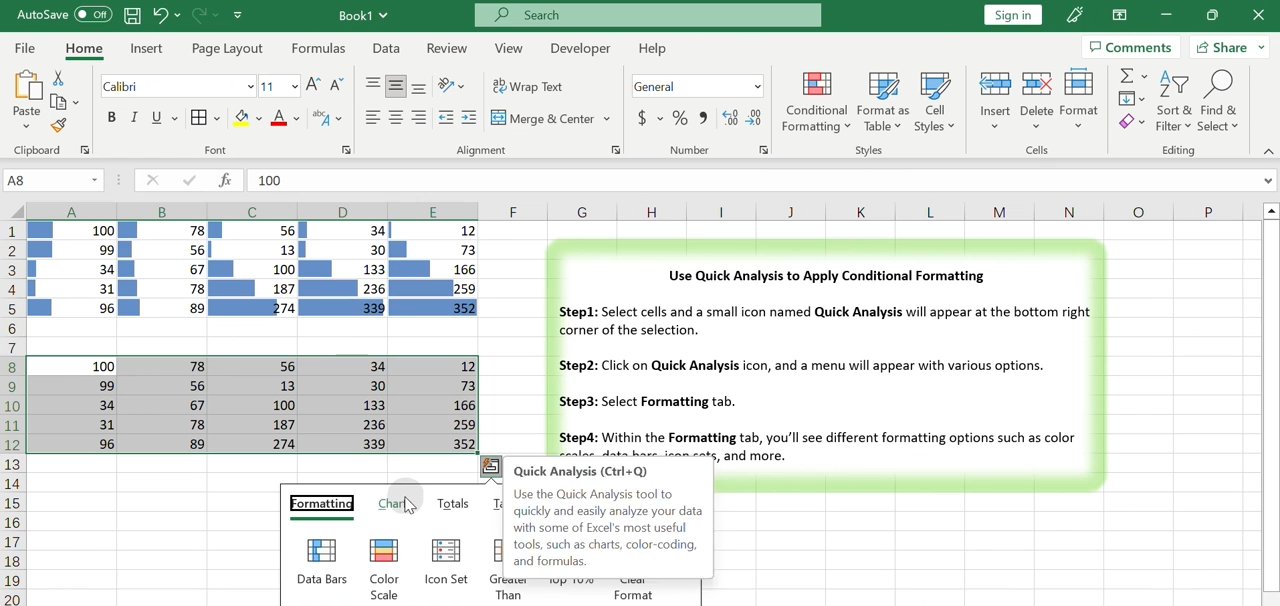 AutoSave Off Book1 Search Sign in
File Home Insert Page Layout Formulas Data Review View Developer Help Comments Share
Paste Calibri 11 Wrap Text General Conditional Formatting Format as Table Cell Styles Insert Delete Format Sort & Filter Find & Select
B I U Merge & Center $ %
Clipboard Font Alignment Number Styles Cells Editing
A8 fx 100
A B C D E F G H I J K L M N O P
1 100 78 56 34 12
2 99 56 13 30 73
3 34 67 100 133 166
4 31 78 187 236 259
5 96 89 274 339 352
6
7
8 100 78 56 34 12
9 99 56 13 30 73
10 34 67 100 133 166
11 31 78 187 236 259
12 96 89 274 339 352
13
14
15
16
17
18
19
20
Use Quick Analysis to Apply Conditional Formatting
Step1: Select cells and a small icon named Quick Analysis will appear at the bottom right
corner of the selection.
Step2: Click on Quick Analysis icon, and a menu will appear with various options.
Step3: Select Formatting tab.
Step4: Within the Formatting tab, you'll see different formatting options such as color
scales, data bars, icon sets, and more.
Quick Analysis (Ctrl+Q)
Use the Quick Analysis tool to
quickly and easily analyze your data
with some of Excel's most useful
tools, such as charts, color-coding,
and formulas.
Formatting Chart Totals Ta
Data Bars Color Scale Icon Set Greater Than Top 10% Clear Format